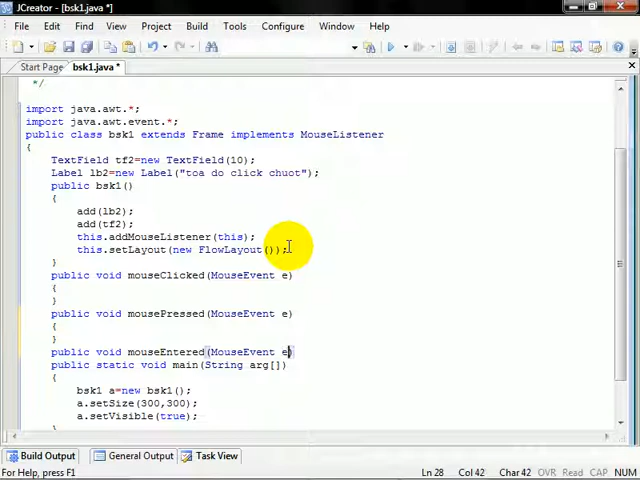 JCreator - [bsk1.java *]
File Edit Find View Project Build Tools Configure Window Help
Start Page bsk1.java *
*/
import java.awt.*;
import java.awt.event.*;
public class bsk1 extends Frame implements MouseListener
{
TextField tf2=new TextField(10);
Label lb2=new Label("toa do click chuot");
public bsk1()
{
add(lb2);
add(tf2);
this.addMouseListener(this);
this.setLayout(new FlowLayout());
}
public void mouseClicked(MouseEvent e)
{
}
public void mousePressed(MouseEvent e)
{
}
public void mouseEntered(MouseEvent e)
public static void main(String arg[])
{
bsk1 a=new bsk1();
a.setSize(300,300);
a.setVisible(true);
Build Output General Output Task View
For Help, press F1 Ln 28 Col 42 Char 42 OVR Read CAP NUM